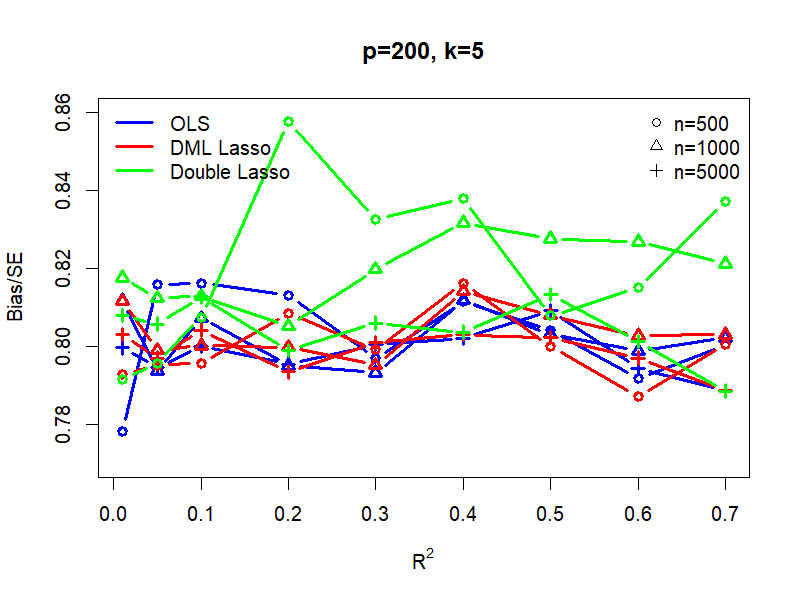 p=200, k=5
OLS
DML Lasso
Double Lasso
n=500
n=1000
n=5000
Bias/SE
0.86
0.84
0.82
0.80
0.78
0.0 0.1 0.2 0.3 0.4 0.5 0.6 0.7
R²